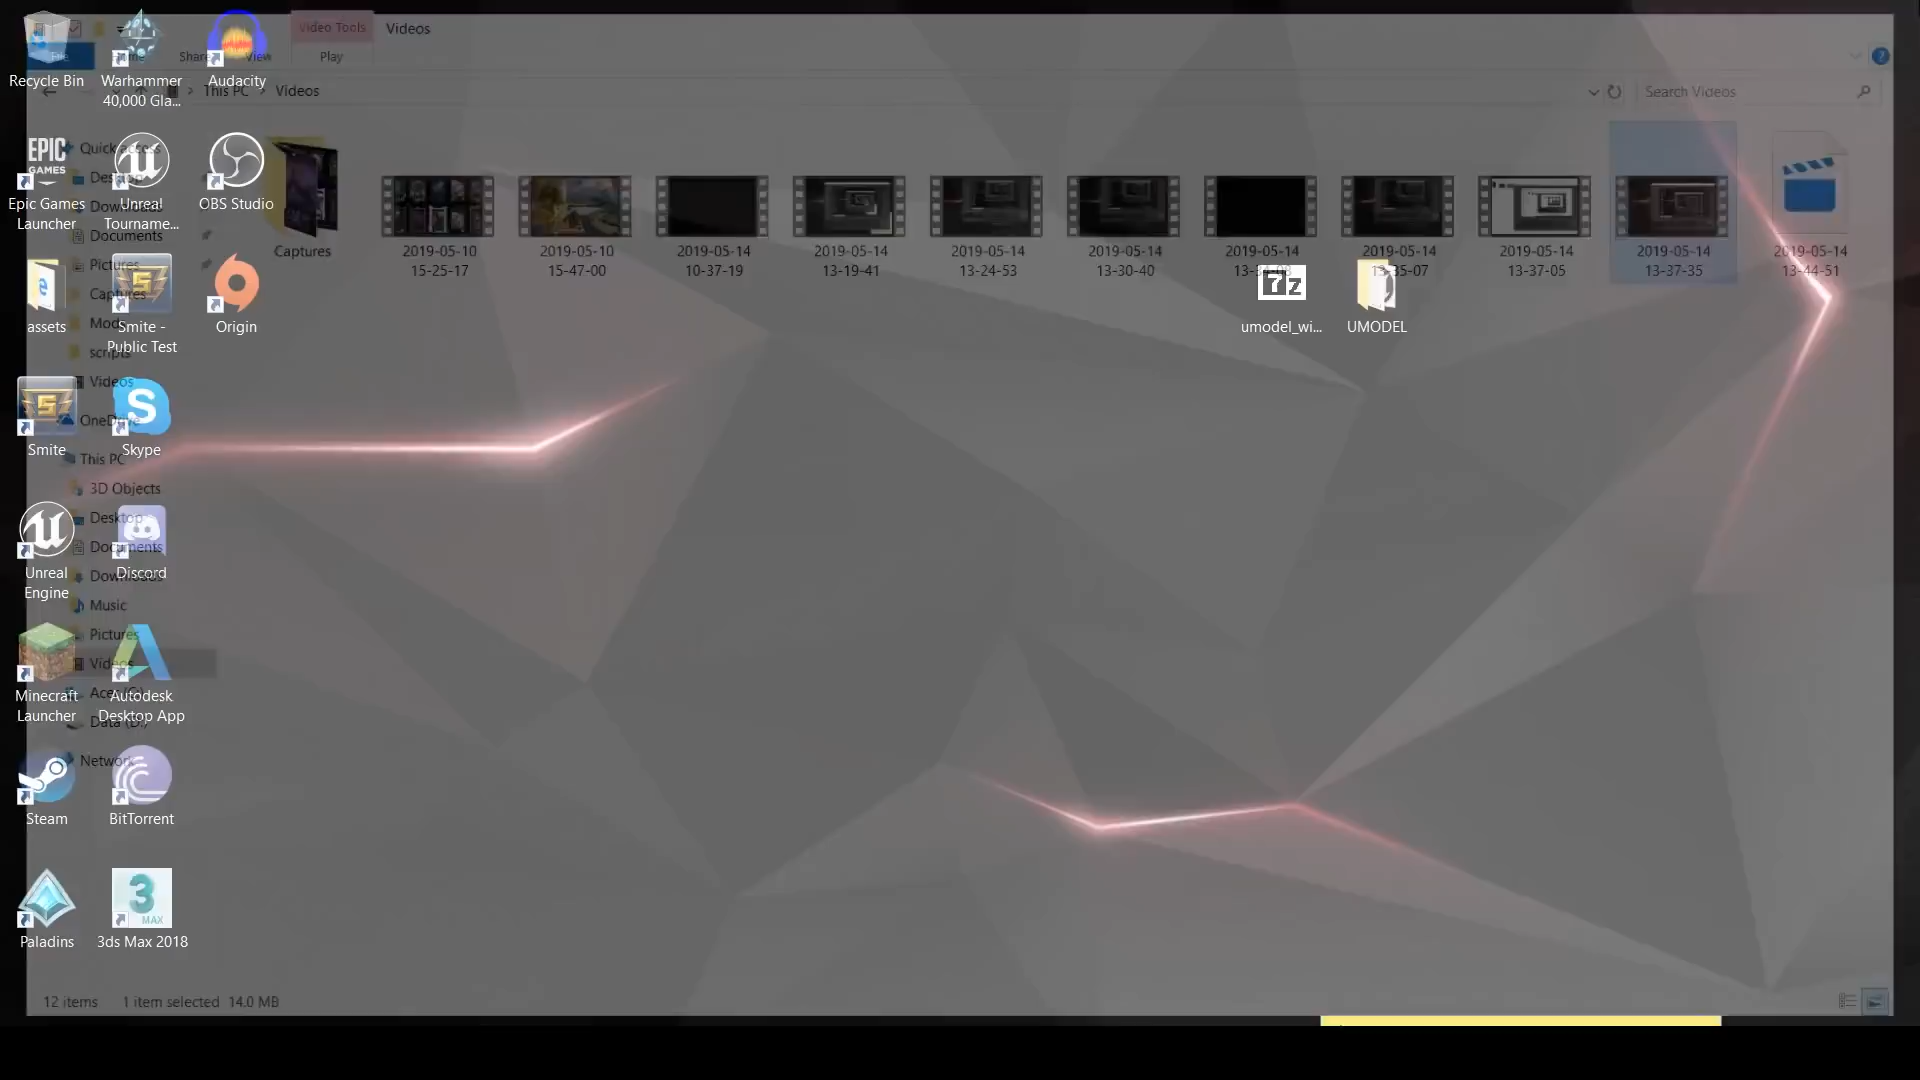 Video Tools
Videos
File
Home
Share
View
Play
This PC
Videos
Search Videos
Recycle Bin
Warhammer
40,000 Gla...
Audacity
EPIC
GAMES
Epic Games
Launcher
Unreal
Tourname...
OBS Studio
assets
Smite -
Public Test
Origin
Smite
Skype
Unreal
Engine
Discord
Minecraft
Launcher
Autodesk
Desktop App
Steam
BitTorrent
Paladins
3
MAX
3ds Max 2018
Quick access
Desktop
Downloads
Documents
Pictures
Captures
scripts
Videos
OneDrive
This PC
3D Objects
Desktop
Documents
Downloads
Music
Pictures
Videos
Acer (C:)
Data (D:)
Network
Captures
2019-05-10
15-25-17
2019-05-10
15-47-00
2019-05-14
10-37-19
2019-05-14
13-19-41
2019-05-14
13-24-53
2019-05-14
13-30-40
2019-05-14
2019-05-14
13-35-07
2019-05-14
13-37-05
2019-05-14
13-37-35
2019-05-14
13-44-51
7z
umodel_wi...
UMODEL
12 items
1 item selected
14.0 MB